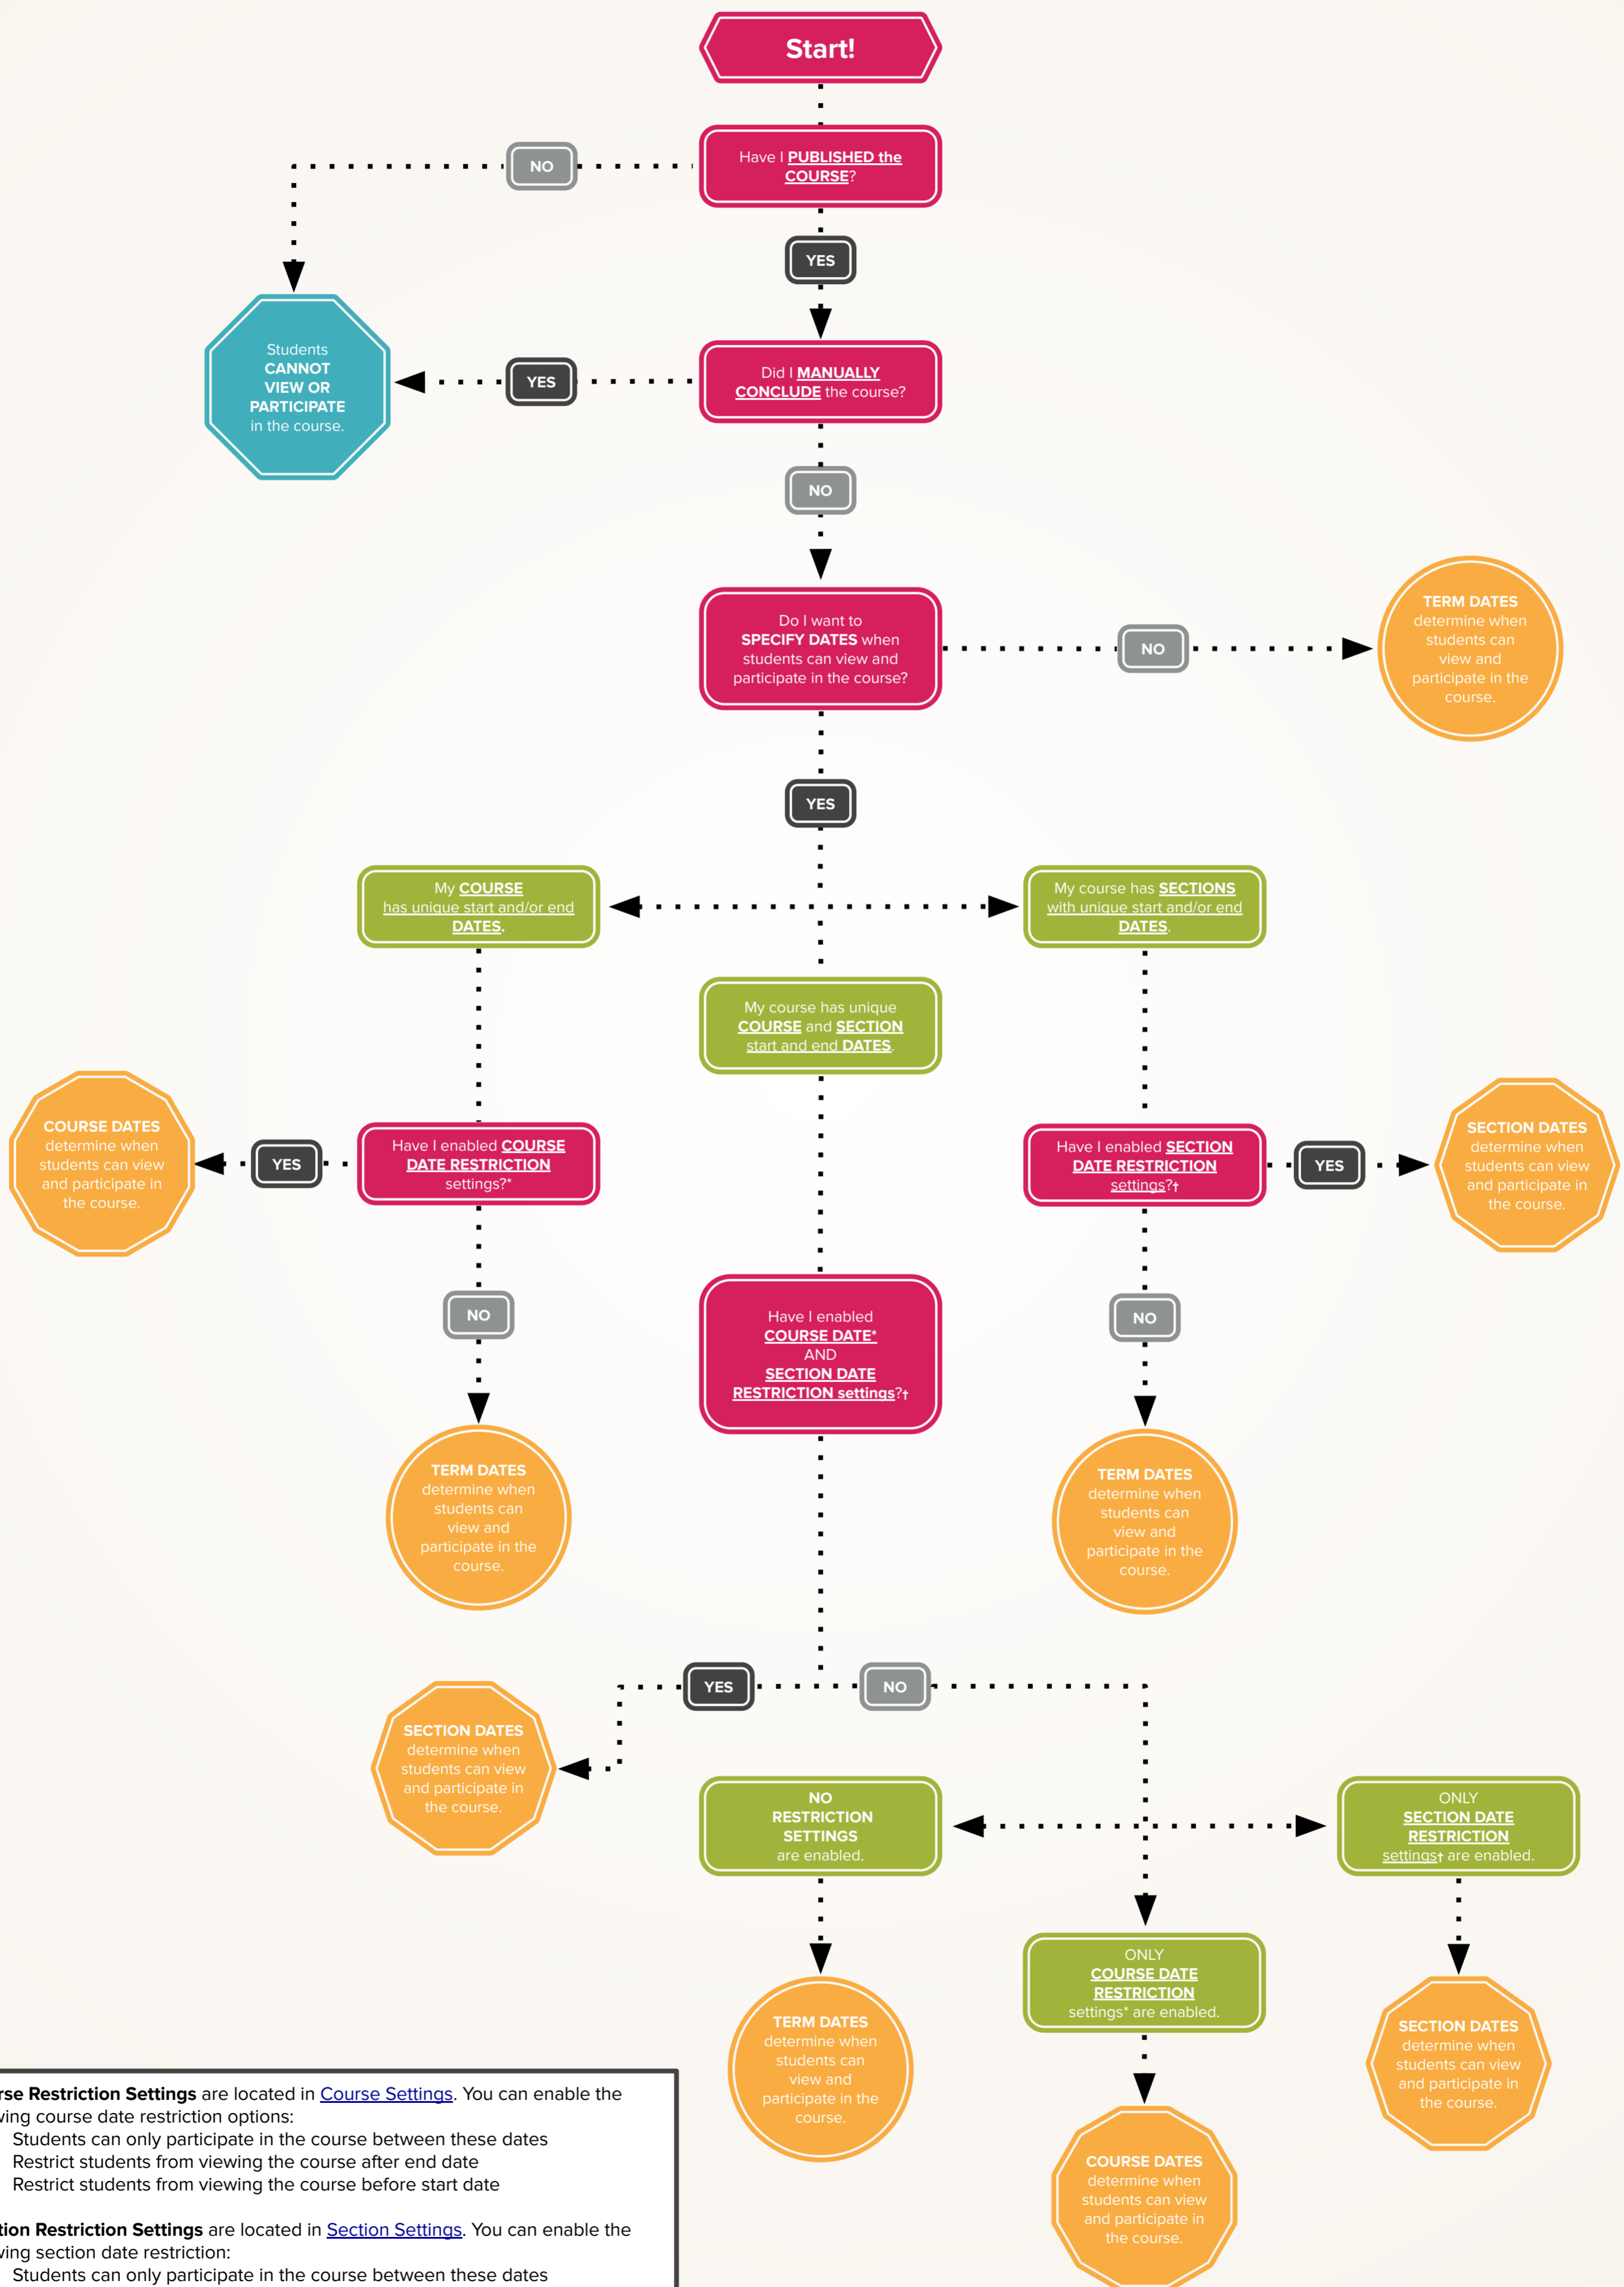 Start!
Have I PUBLISHED the
COURSE?
NO
YES
Students
CANNOT
VIEW OR
PARTICIPATE
in the course.
YES
Did I MANUALLY
CONCLUDE the course?
NO
Do I want to
SPECIFY DATES when
students can view and
participate in the course?
NO
TERM DATES
determine when
students can
view and
participate in the
course.
YES
My COURSE
has unique start and/or end
DATES.
My course has SECTIONS
with unique start and/or end
DATES.
My course has unique
COURSE and SECTION
start and end DATES.
COURSE DATES
determine when
students can view
and participate in
the course.
YES
Have I enabled COURSE
DATE RESTRICTION
settings?*
Have I enabled SECTION
DATE RESTRICTION
settings?†
YES
SECTION DATES
determine when
students can view
and participate in
the course.
NO
Have I enabled
COURSE DATE*
AND
SECTION DATE
RESTRICTION settings?†
NO
TERM DATES
determine when
students can
view and
participate in the
course.
TERM DATES
determine when
students can
view and
participate in the
course.
YES
NO
SECTION DATES
determine when
students can view
and participate in
the course.
NO
RESTRICTION
SETTINGS
are enabled.
ONLY
SECTION DATE
RESTRICTION
settings† are enabled.
ONLY
COURSE DATE
RESTRICTION
settings* are enabled.
TERM DATES
determine when
students can
view and
participate in the
course.
SECTION DATES
determine when
students can view
and participate in
the course.
COURSE DATES
determine when
students can view
and participate in
the course.
Restriction Settings are located in Course Settings. You can enable the
course date restriction options:
Students can only participate in the course between these dates
Restrict students from viewing the course after end date
Restrict students from viewing the course before start date
Restriction Settings are located in Section Settings. You can enable the
section date restriction:
Students can only participate in the course between these dates